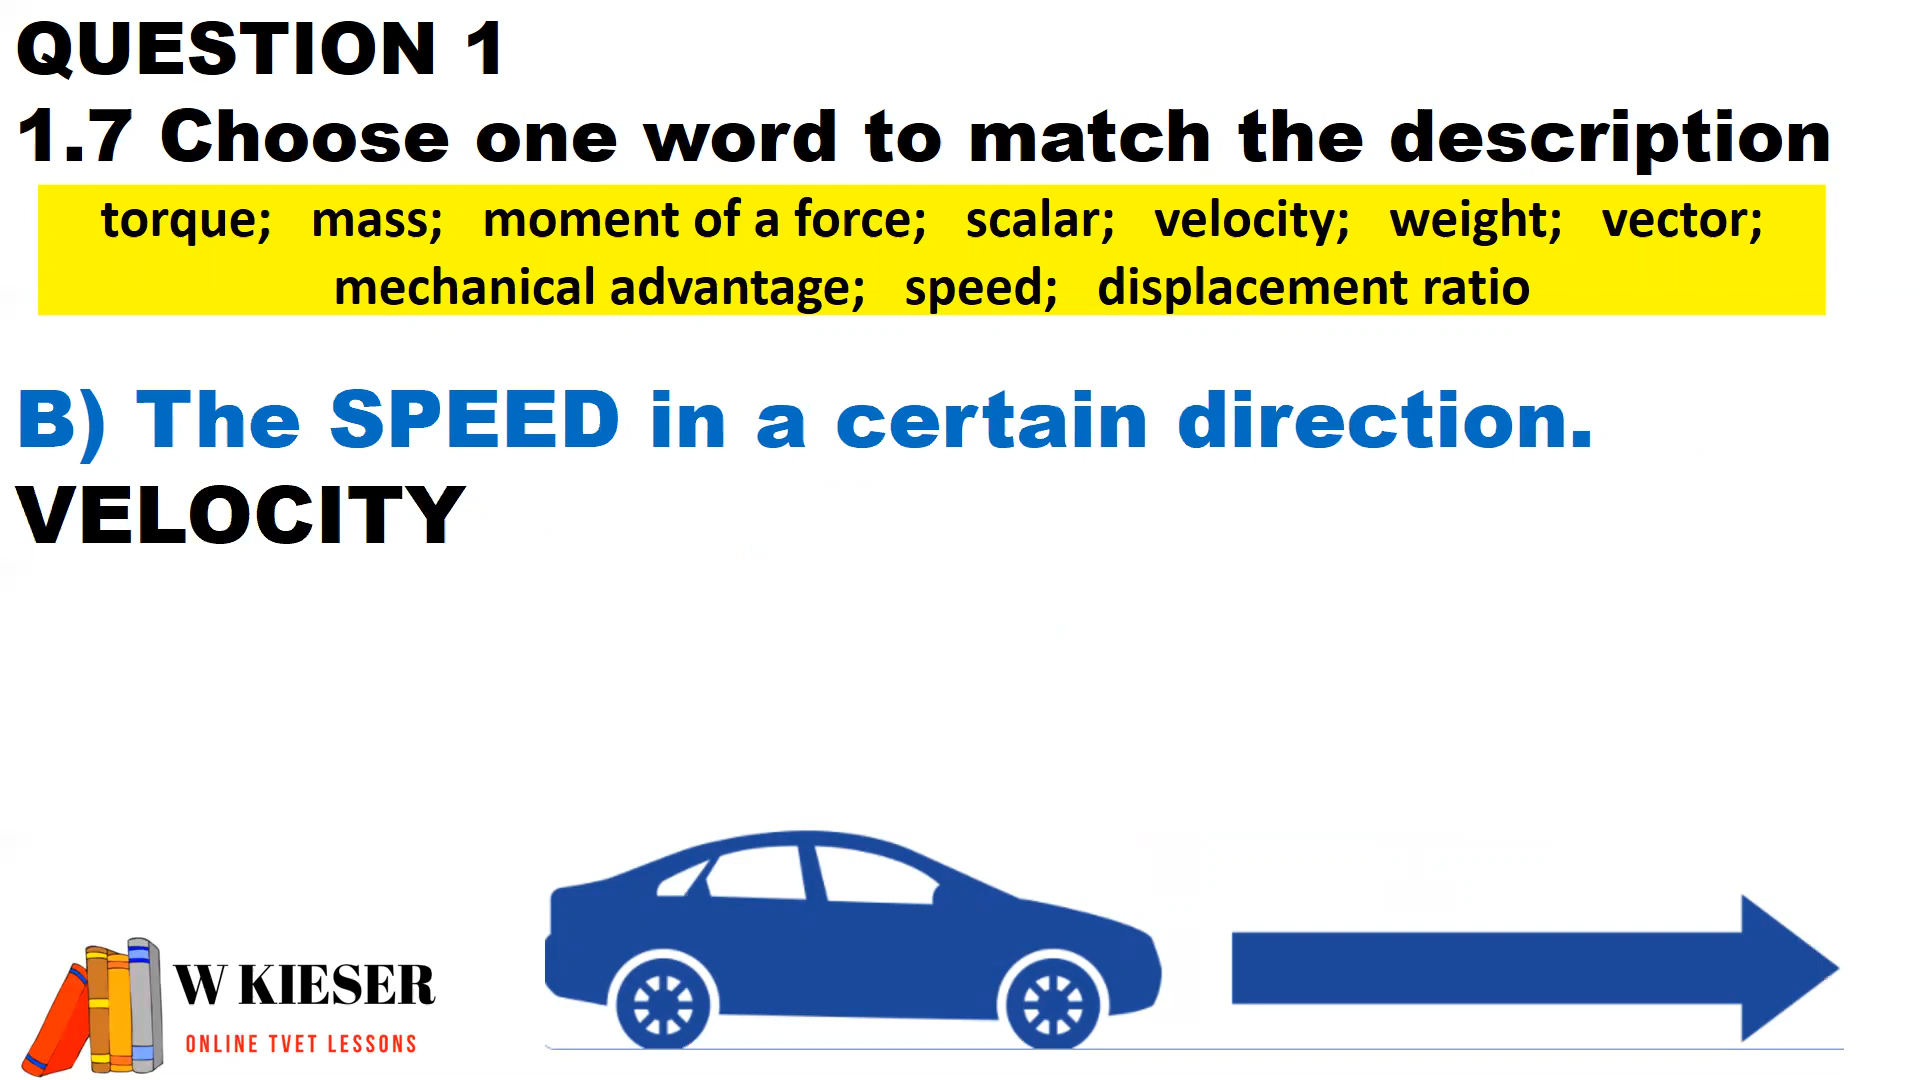 QUESTION 1
1.7 Choose one word to match the description
torque; mass; moment of a force; scalar; velocity; weight; vector;
mechanical advantage; speed; displacement ratio
B) The SPEED in a certain direction.
VELOCITY
W KIESER
ONLINE TVET LESSONS